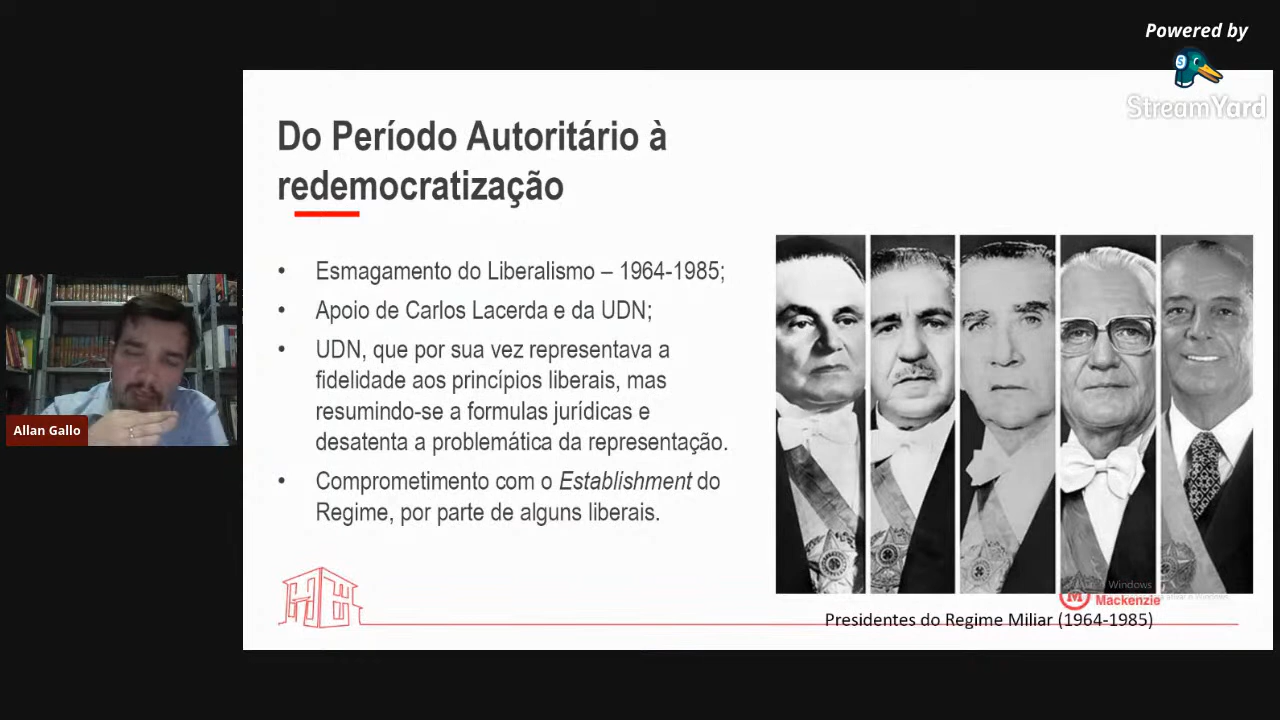 Powered by
StreamYard
Do Período Autoritário à
redemocratização
• Esmagamento do Liberalismo – 1964-1985;
• Apoio de Carlos Lacerda e da UDN;
• UDN, que por sua vez representava a
fidelidade aos princípios liberais, mas
resumindo-se a formulas jurídicas e
desatenta a problemática da representação.
• Comprometimento com o Establishment do
Regime, por parte de alguns liberais.
Allan Gallo
Windows
M
Mackenzie
Presidentes do Regime Miliar (1964-1985)